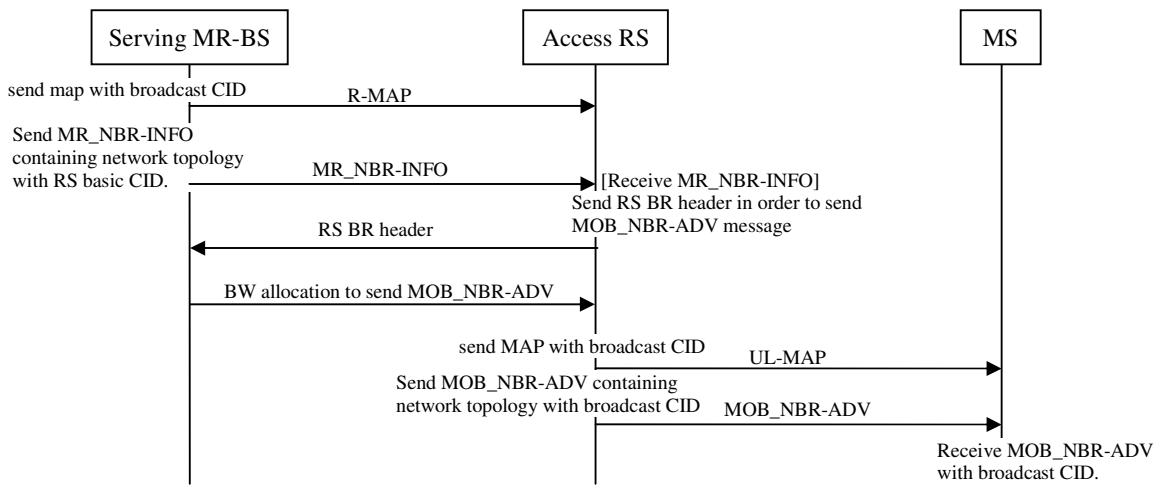 Serving MR-BS
Access RS
MS
send map with broadcast CID
R-MAP
Send MR_NBR-INFO
containing network topology
with RS basic CID.
MR_NBR-INFO
[Receive MR_NBR-INFO]
Send RS BR header in order to send
MOB_NBR-ADV message
RS BR header
BW allocation to send MOB_NBR-ADV
send MAP with broadcast CID
UL-MAP
Send MOB_NBR-ADV containing
network topology with broadcast CID
MOB_NBR-ADV
Receive MOB_NBR-ADV
with broadcast CID.